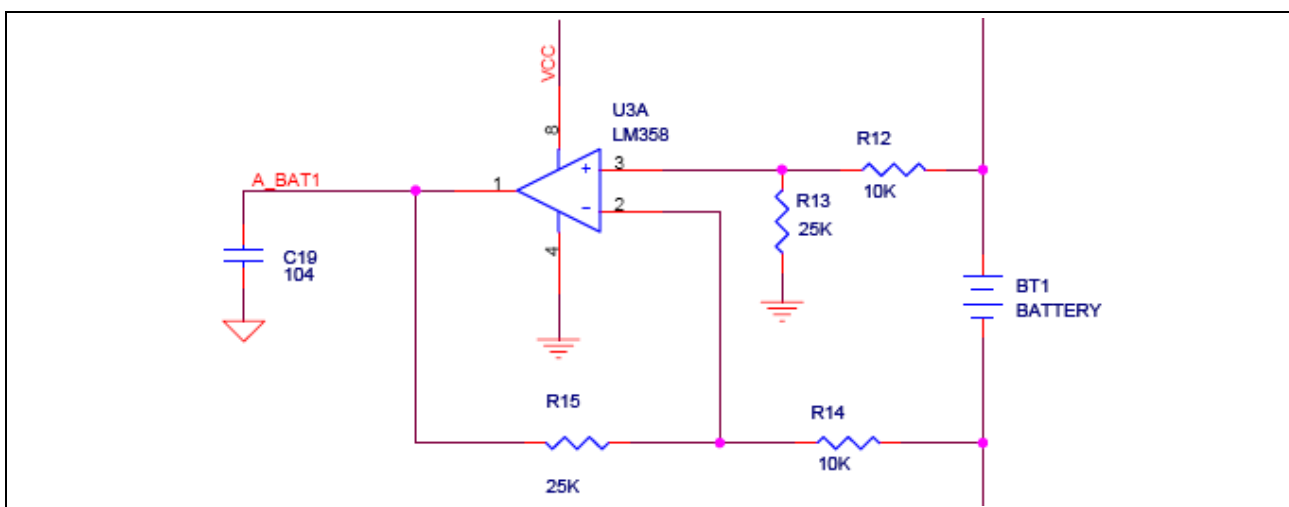 VCC
8
U3A
LM358
R12
10K
A_BAT1
1
+
3
R13
25K
-
2
C19
104
4
BT1
BATTERY
R15
25K
R14
10K